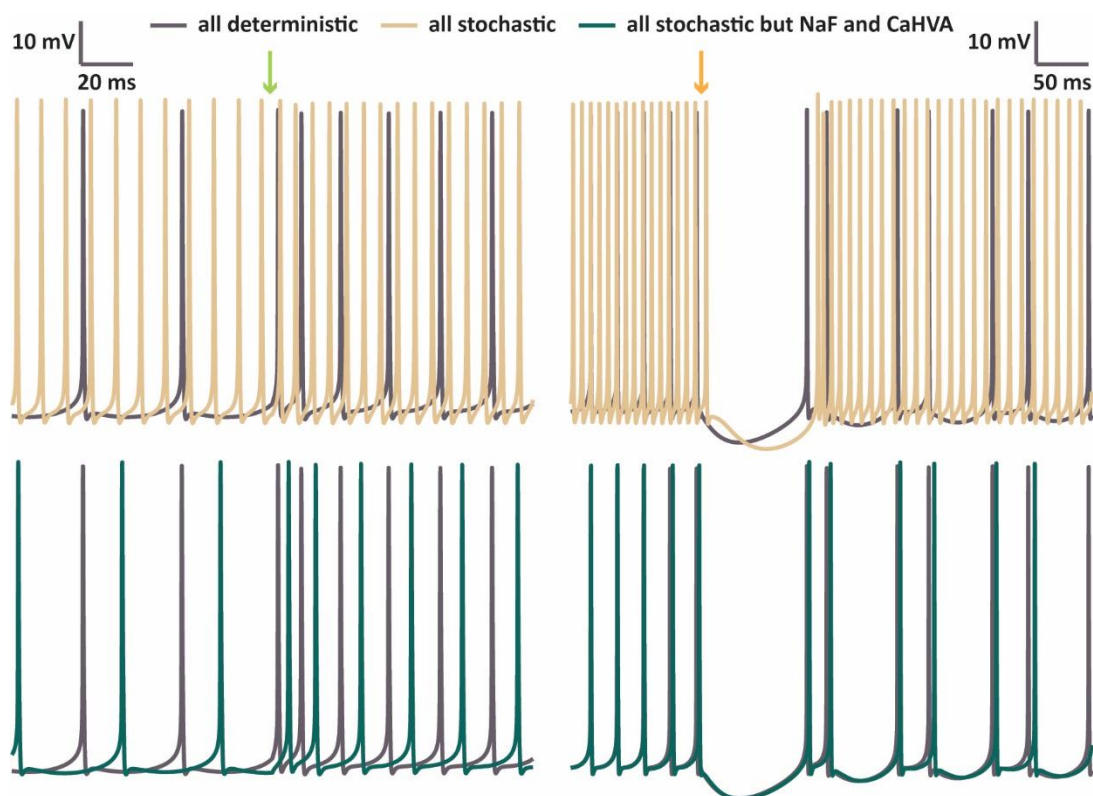 all deterministic all stochastic all stochastic but NaF and CaHVA
10 mV
20 ms
10 mV
50 ms